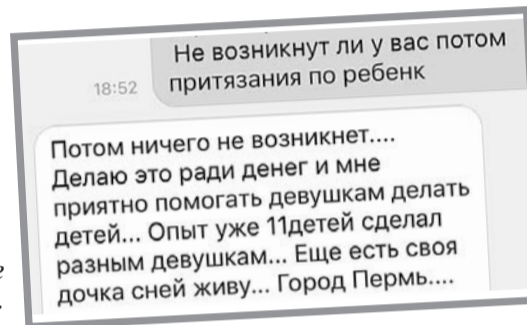 Не возникнут ли у вас потом
18:52 притязания по ребенк
Потом ничего не возникнет....
Делаю это ради денег и мне
приятно помогать девушкам делать
детей... Опыт уже 11детей сделал
разным девушкам... Еще есть своя
дочка сней живу... Город Пермь....